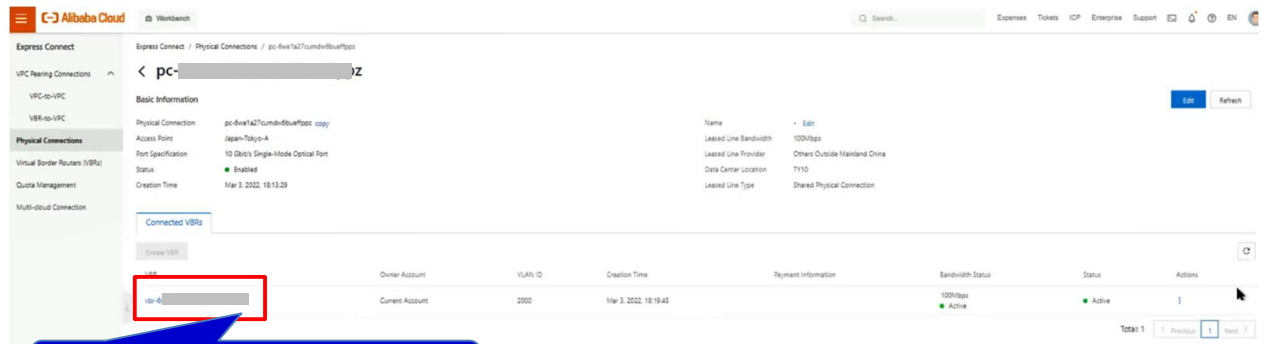 Alibaba Cloud
Workbench
Search...
Expenses Tickets ICP Enterprise Support EN
Express Connect
Express Connect / Physical Connections / pc-6we1a27cumdw6bueffppz
VPC Peering Connections
pc- z
VPC-to-VPC
Basic Information
Edit Refresh
VBR-to-VPC
Physical Connection pc-6we1a27cumdw6bueffppz copy Name - Edit
Physical Connections
Access Point Japan-Tokyo-A Leased Line Bandwidth 100Mbps
Port Specification 10 Gbit/s Single-Mode Optical Port Leased Line Provider Others Outside Mainland China
Virtual Border Routers (VBRs)
Status Enabled Data Center Location TY10
Quota Management
Creation Time Mar 3, 2022, 18:13:29 Leased Line Type Shared Physical Connection
Multi-cloud Connection
Connected VBRs
Create VBR
VBR Owner Account VLAN ID Creation Time Payment Information Bandwidth Status Status Actions
vbr-6 Current Account 2000 Mar 3, 2022, 18:19:45 100Mbps Active
Active
Total: 1 Previous 1 Next